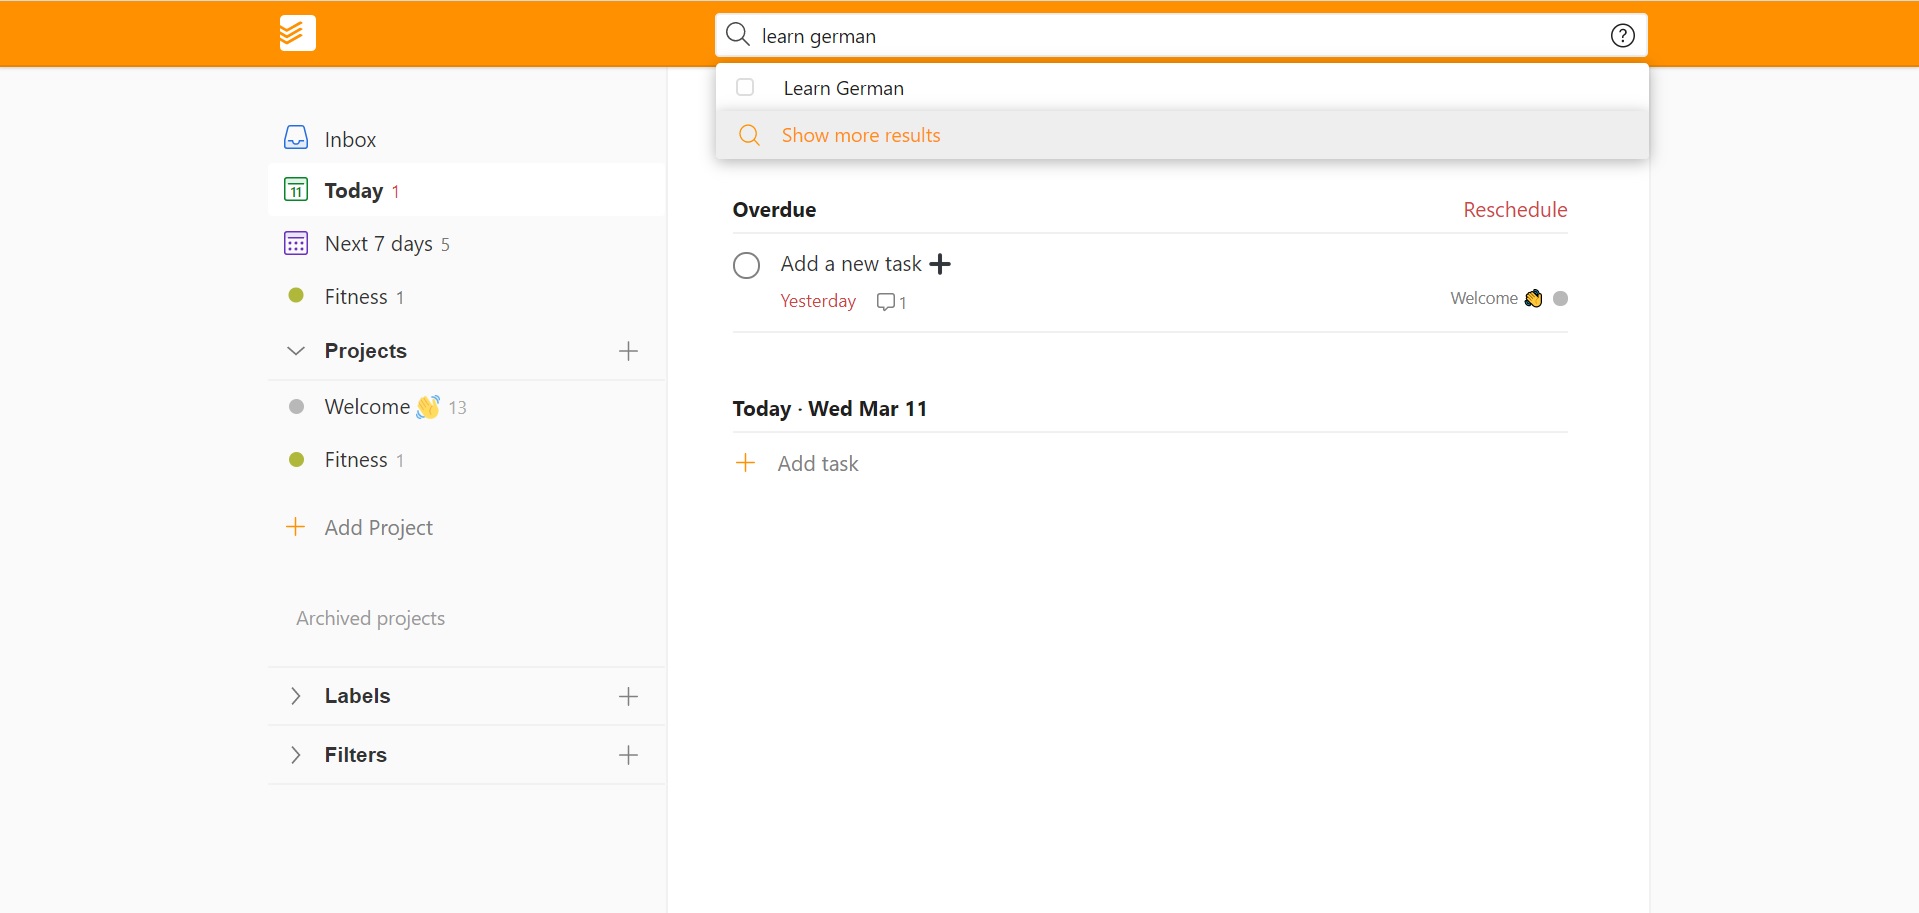 learn german
?
Learn German
Show more results
Inbox
11 Today 1
Next 7 days 5
Fitness 1
Projects
Welcome 👋 13
Fitness 1
Add Project
Archived projects
Labels
Filters
Overdue Reschedule
Add a new task ➕
Yesterday 1 Welcome 👋
Today · Wed Mar 11
Add task